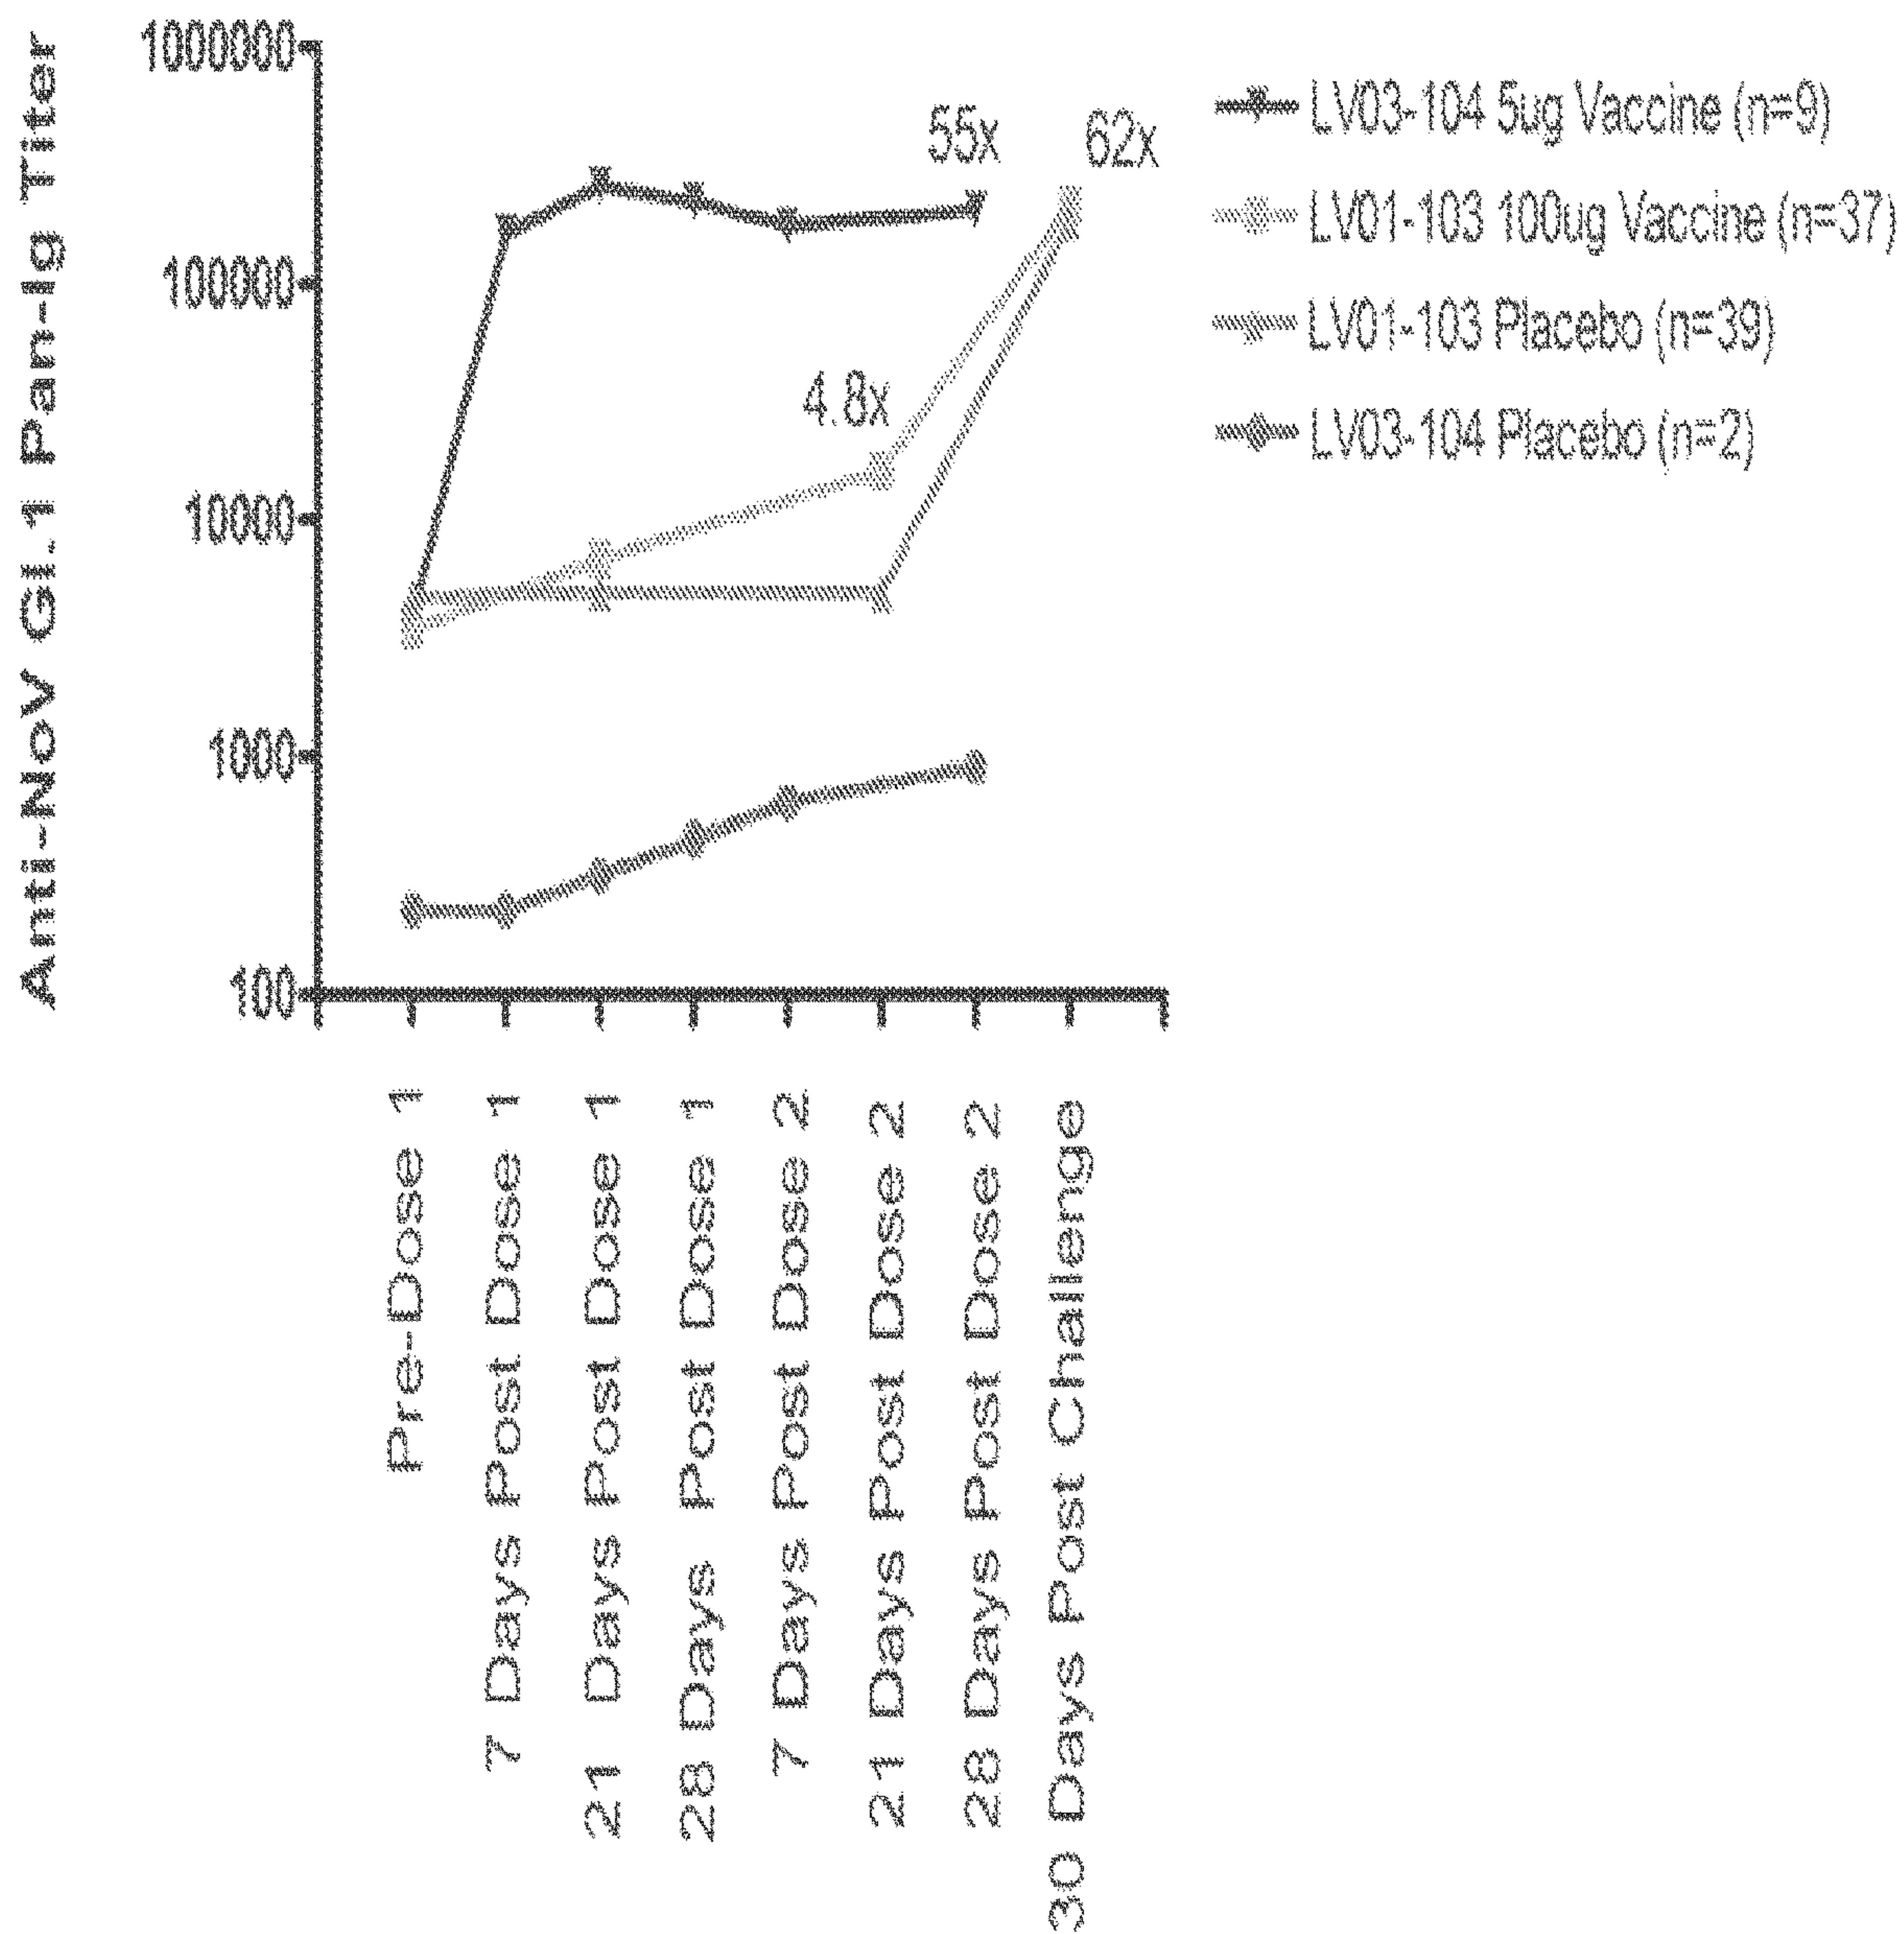 Anti-NoV GI.1 Pan-Ig Titer
1000000
100000
10000
1000
100
55x
62x
4.8x
LV03-104 5ug Vaccine (n=9)
LV01-103 100ug Vaccine (n=37)
LV01-103 Placebo (n=39)
LV03-104 Placebo (n=2)
Pre-Dose 1
7 Days Post Dose 1
21 Days Post Dose 1
28 Days Post Dose 1
7 Days Post Dose 2
21 Days Post Dose 2
28 Days Post Dose 2
30 Days Post Challenge